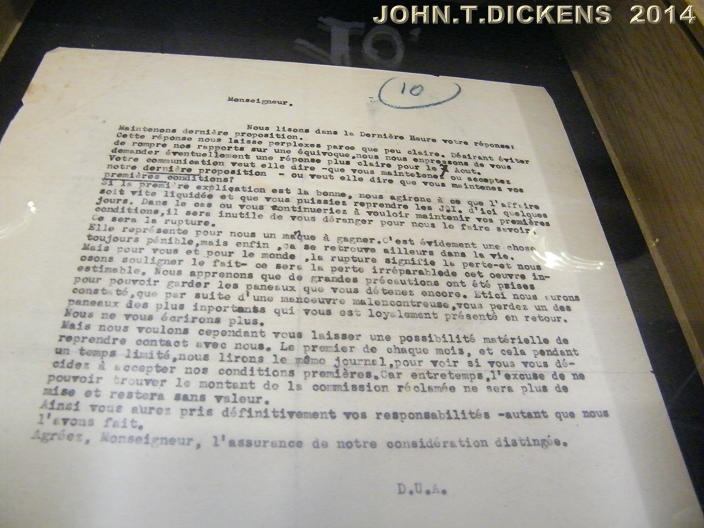 JOHN.T.DICKENS 2014
10
Monseigneur.
Nous lisons dans la Dernière Heure votre réponse:
Maintenons dernière proposition.
Cette réponse nous laisse perplexes parce que peu claire. Désirant éviter
de rompre nos rapports sur une équivoque,nous nous empressons de vous
demander éventuellement une réponse plus claire pour le 7 Aout.
Votre communication veut elle dire -que vous maintenez ou acceptez
notre dernière proposition - ou veut elle dire que vous maintenez vos
premières conditions?
Si la première explication est la bonne, nous agirons à ce que l'affaire
soit vite liquidée et que vous puissiez reprendre les J.I. d'ici quelques
jours. Dans le cas ou vous continueriez à vouloir maintenir vos premières
conditions,il sera inutile de vous déranger pour nous le faire savoir.
Ce sera la rupture.
Elle représente pour nous un manque à gagner.C'est évidement une chose
toujours pénible,mais enfin ,ça se retrouve ailleurs dans la vie.
Mais pour vous et pour le monde ,la rupture signifie la perte-et nous
osons souligner le fait- ce sera la perte irréparablede cet oeuvre in-
estimable. Nous apprenons que de grandes précautions ont été psises
pour pouvoir garder les paneaux que vous détenez encore. Etici nous aurons
constaté,que par suite d'une manoeuvre malencontreuse,vous perdez un des
paneaux des plus inportants qui vous est loyalement présenté en retour.
Nous ne vous écrirons plus.
Mais nous voulons cependant vous laisser une possibilité matérielle de
reprendre contact avec nous. Le premier de chaque mois, et cela pendant
un temps limité,nous lirons le même journal,pour voir si vous vous dé-
cidez à accepter nos conditions premières.Car entretemps,l'excuse de ne
pouvoir trouver le montant de la commission réclamée ne sera plus de
mise et restera sans valeur.
Ainsi vous aurez pris définitivement vos responsabilités -autant que nous
l'avons fait.
Agréez, Monseigneur, l'assurance de notre considération distingée.
D.U.A.